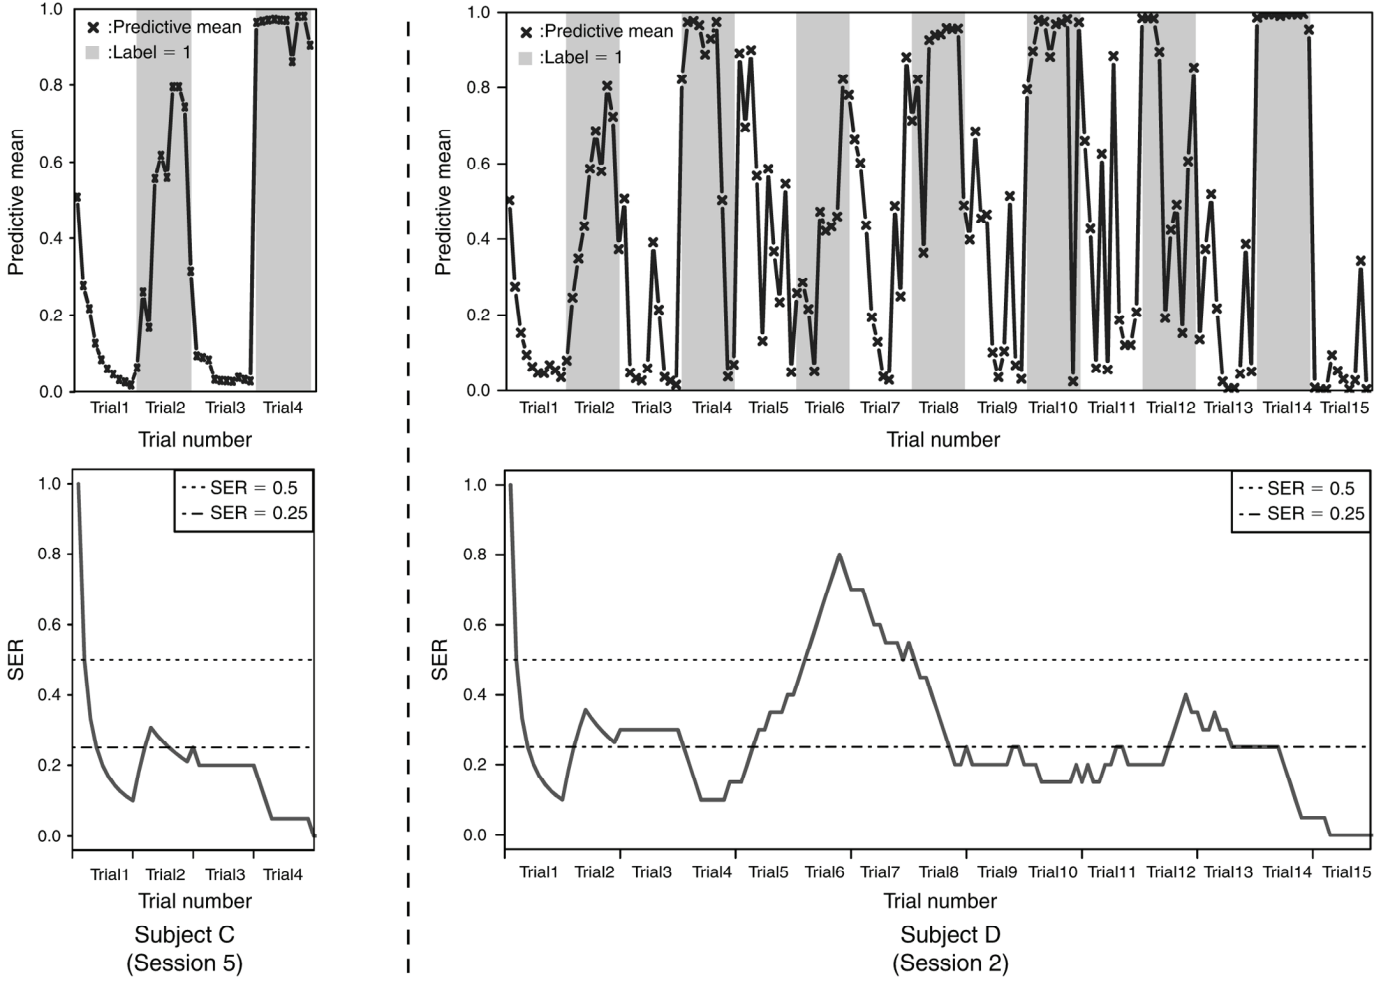 1.0
0.8
0.6
0.4
0.2
0.0
Predictive mean
:Predictive mean
:Label = 1
Trial1 Trial2 Trial3 Trial4
Trial number
1.0
0.8
0.6
0.4
0.2
0.0
Predictive mean
:Predictive mean
:Label = 1
Trial1 Trial2 Trial3 Trial4 Trial5 Trial6 Trial7 Trial8 Trial9 Trial10 Trial11 Trial12 Trial13 Trial14 Trial15
Trial number
1.0
0.8
0.6
0.4
0.2
0.0
SER
SER = 0.5
SER = 0.25
Trial1 Trial2 Trial3 Trial4
Trial number
Subject C
(Session 5)
1.0
0.8
0.6
0.4
0.2
0.0
SER
SER = 0.5
SER = 0.25
Trial1 Trial2 Trial3 Trial4 Trial5 Trial6 Trial7 Trial8 Trial9 Trial10 Trial11 Trial12 Trial13 Trial14 Trial15
Trial number
Subject D
(Session 2)